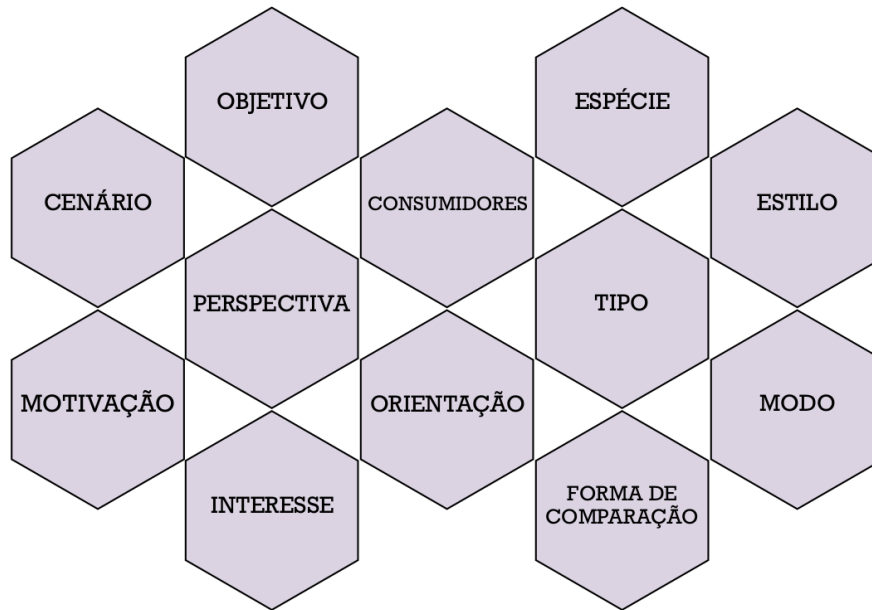 OBJETIVO
ESPÉCIE
CENÁRIO
CONSUMIDORES
ESTILO
PERSPECTIVA
TIPO
MOTIVAÇÃO
ORIENTAÇÃO
MODO
INTERESSE
FORMA DE
COMPARAÇÃO